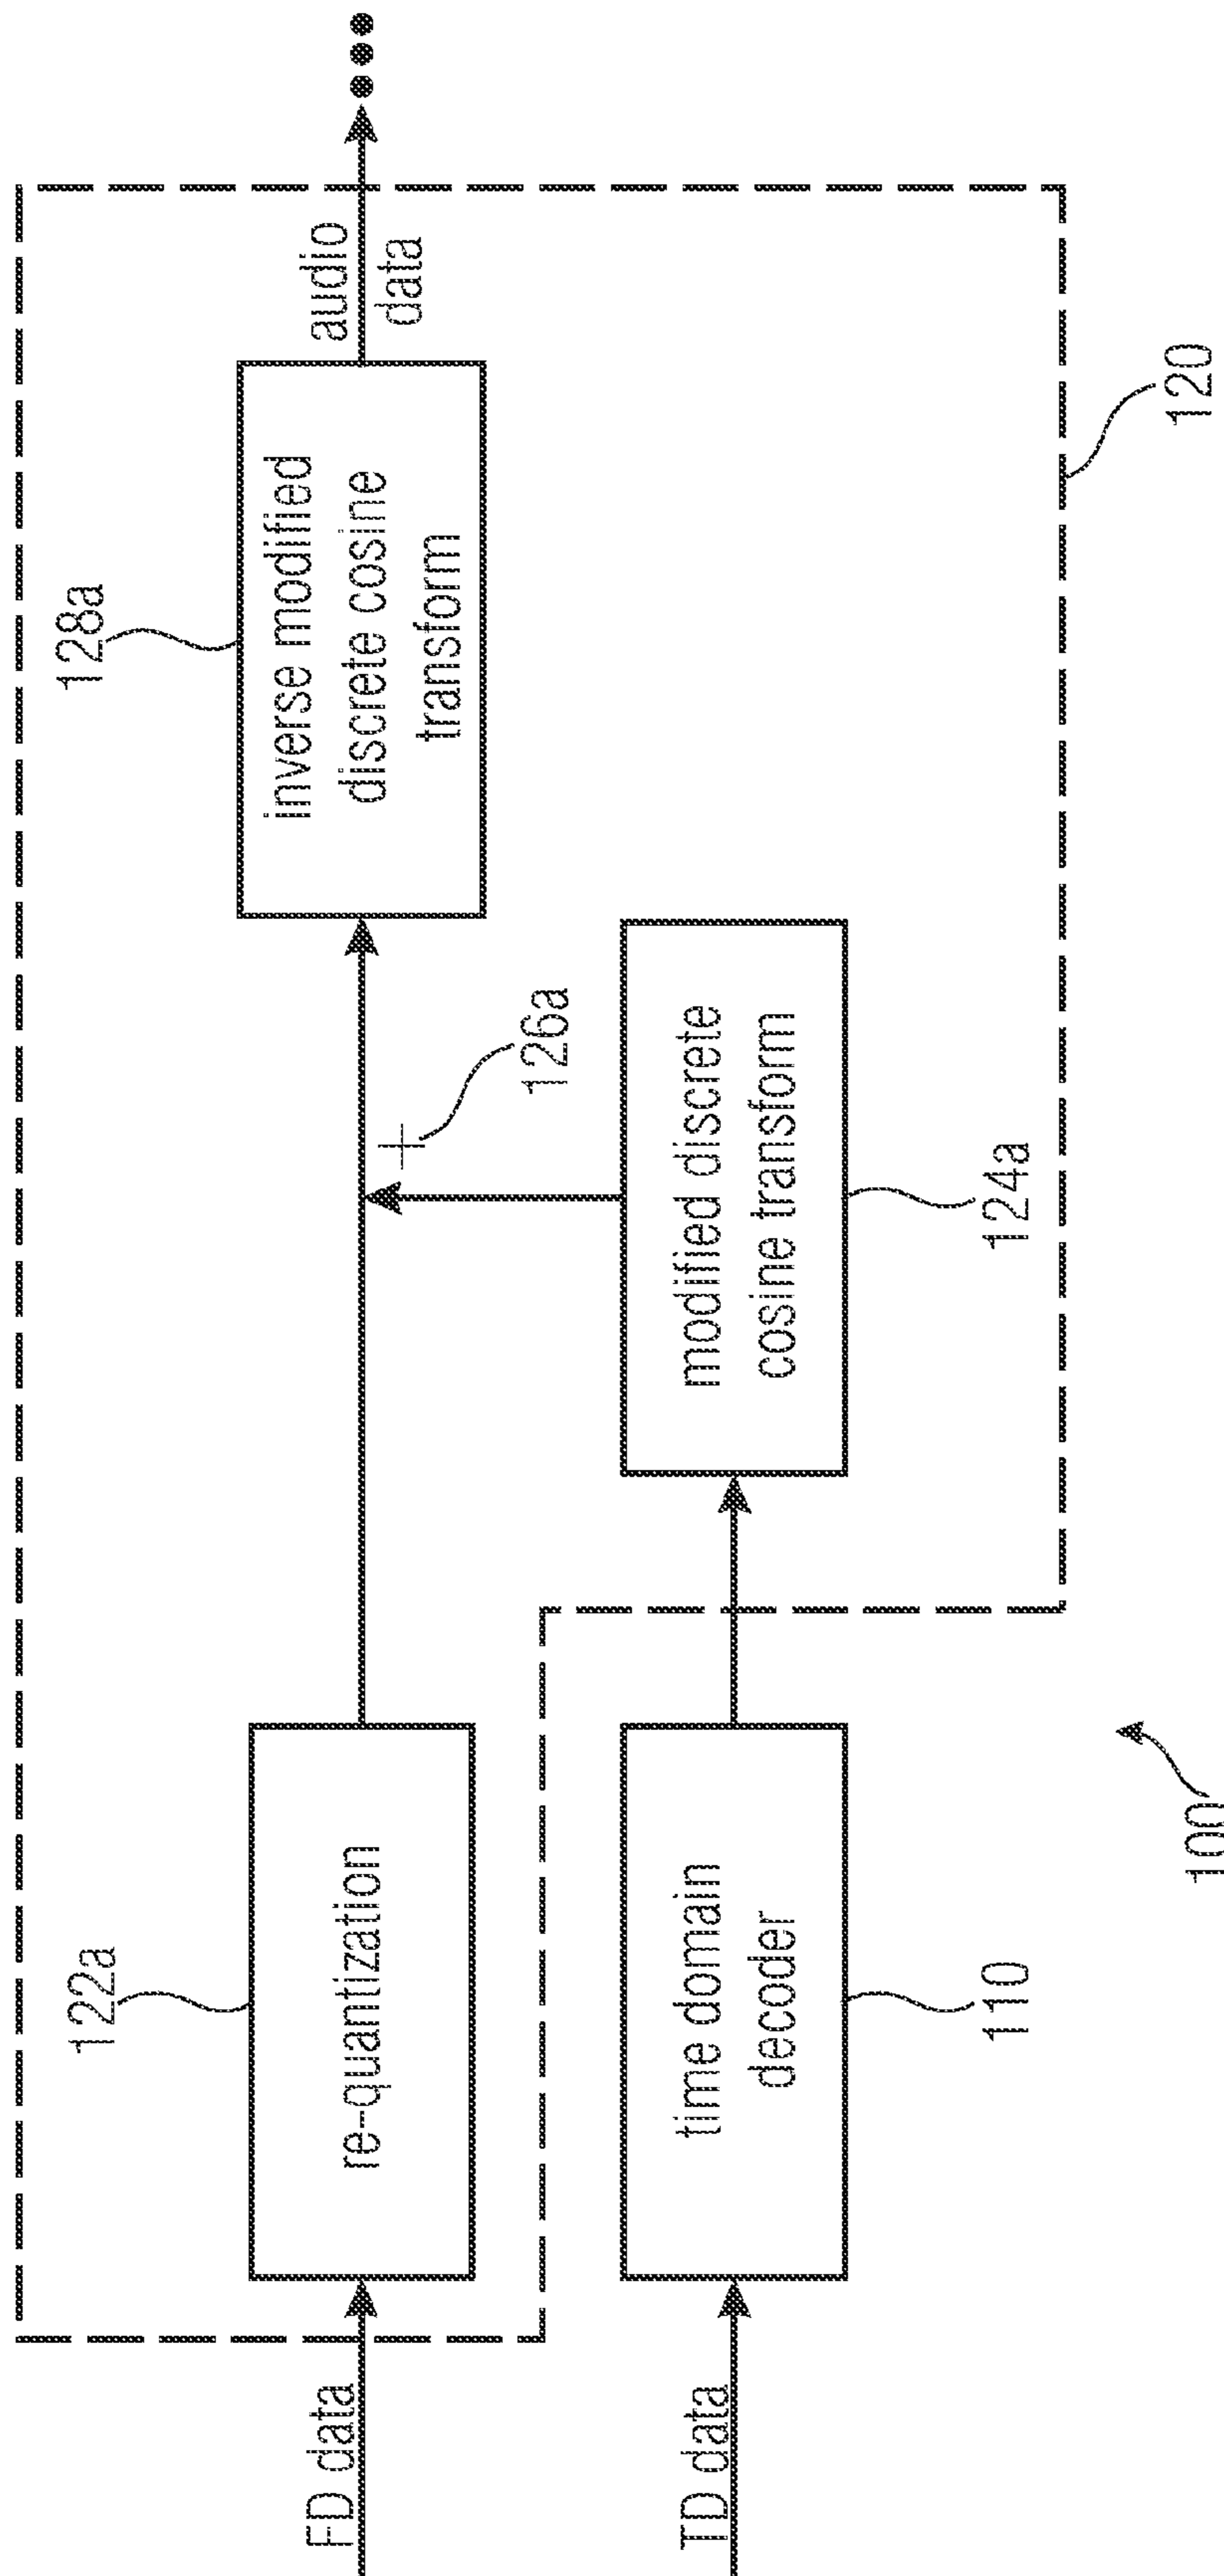 128a
122a
FD data
re-quantization
inverse modified
discrete cosine
transform
audio
data
126a
+
TD data
time domain
decoder
modified discrete
cosine transform
110
124a
120
100